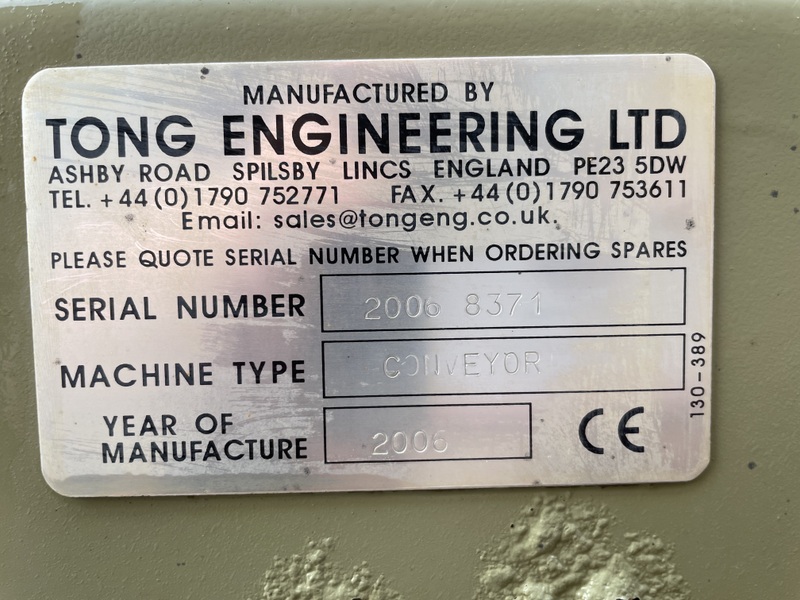 MANUFACTURED BY
TONG ENGINEERING LTD
ASHBY ROAD SPILSBY LINCS ENGLAND PE23 5DW
TEL. +44(0)1790 752771 FAX. +44(0)1790 753611
Email: sales@tongeng.co.uk.
PLEASE QUOTE SERIAL NUMBER WHEN ORDERING SPARES
SERIAL NUMBER 2006 8371
MACHINE TYPE CONVEYOR
YEAR OF
MANUFACTURE 2006
CE
130-389